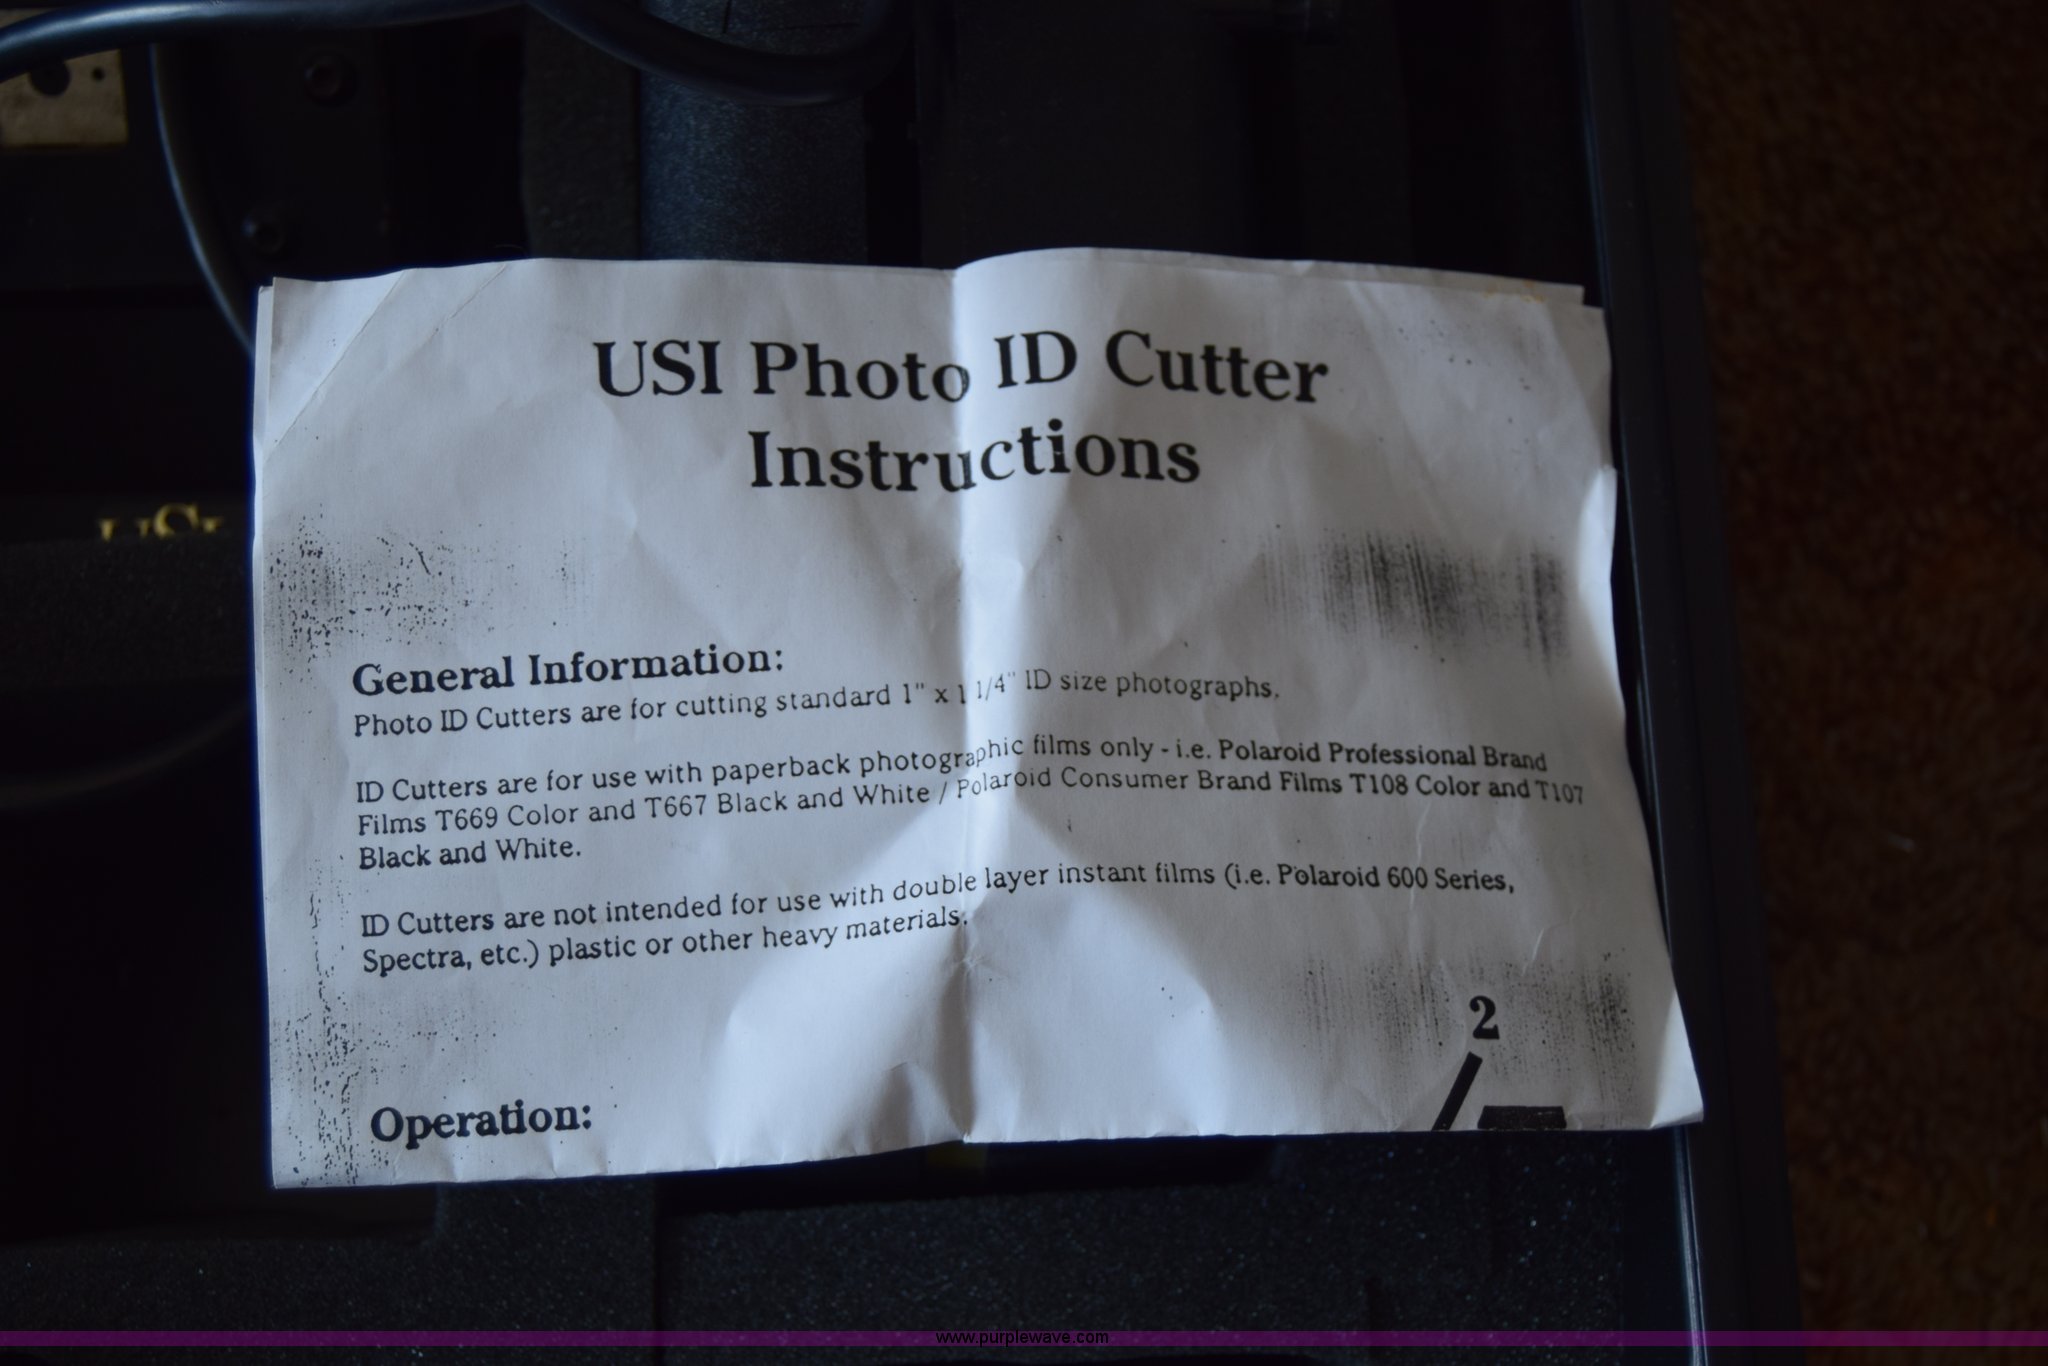 USI Photo ID Cutter
Instructions
USI
General Information:
Photo ID Cutters are for cutting standard 1" x 1 1/4" ID size photographs.
ID Cutters are for use with paperback photographic films only - i.e. Polaroid Professional Brand
Films T669 Color and T667 Black and White / Polaroid Consumer Brand Films T108 Color and T107
Black and White.
ID Cutters are not intended for use with double layer instant films (i.e. Polaroid 600 Series,
Spectra, etc.) plastic or other heavy materials.
2
Operation:
www.purplewave.com